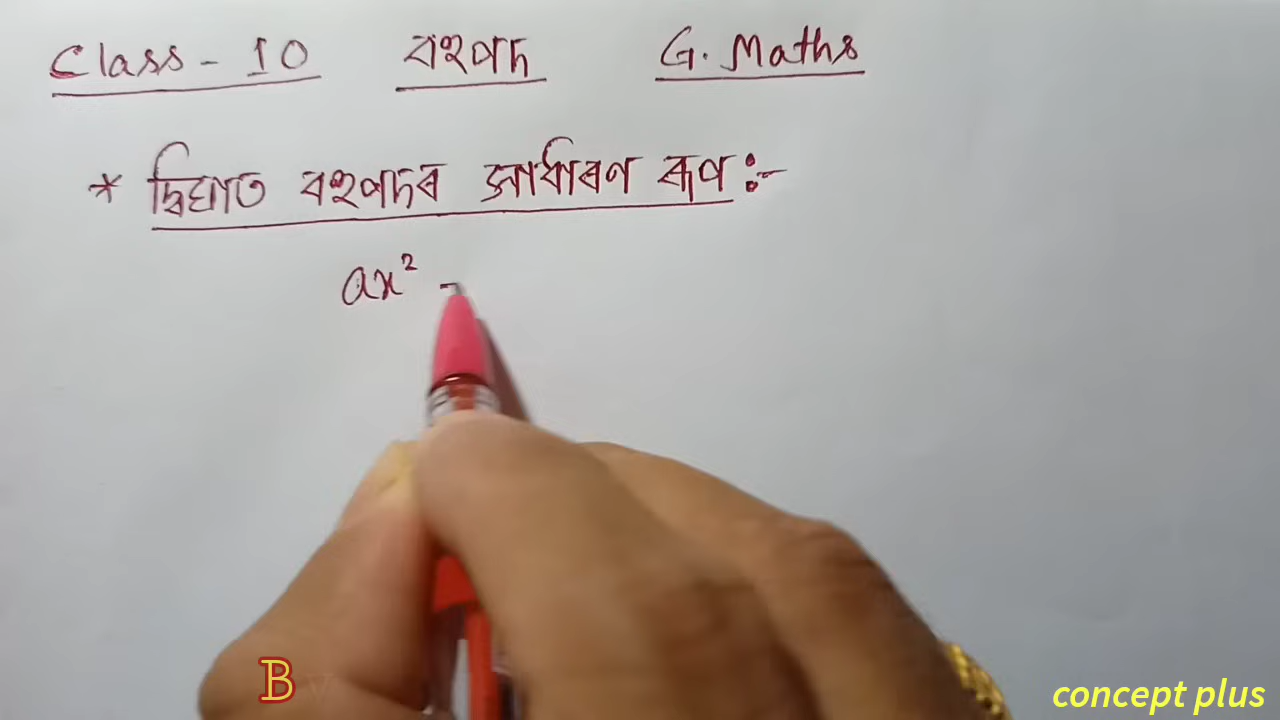 Class - 10 বহুপদ G. Maths
* দ্বিঘাত বহুপদৰ সাধাৰণ ৰূপ :-
ax² -
B
concept plus